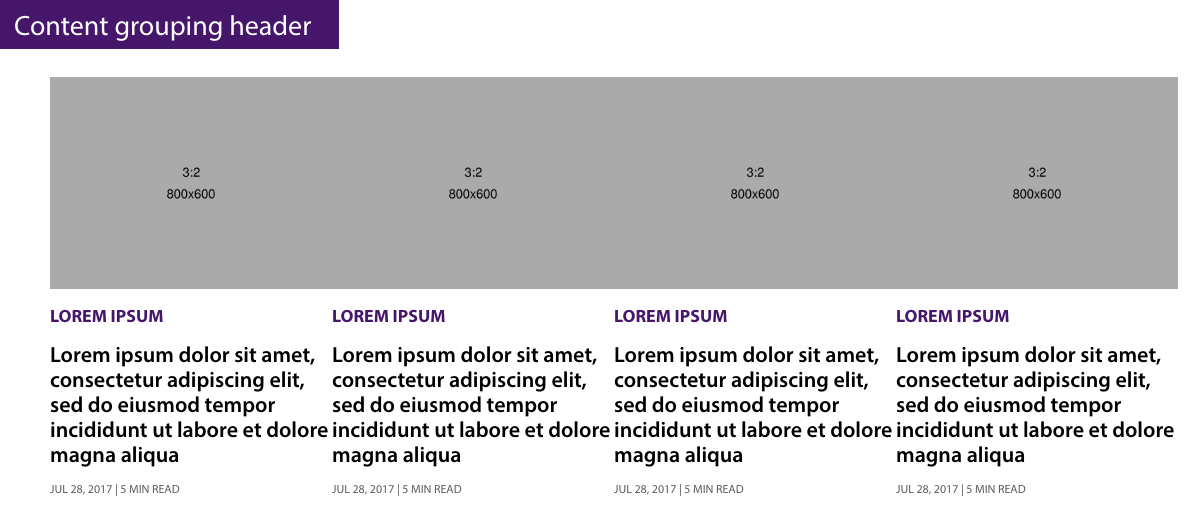 Content grouping header
3:2
800x600
3:2
800x600
3:2
800x600
3:2
800x600
LOREM IPSUM
Lorem ipsum dolor sit amet,
consectetur adipiscing elit,
sed do eiusmod tempor
incididunt ut labore et dolore
magna aliqua
JUL 28, 2017 | 5 MIN READ
LOREM IPSUM
Lorem ipsum dolor sit amet,
consectetur adipiscing elit,
sed do eiusmod tempor
incididunt ut labore et dolore
magna aliqua
JUL 28, 2017 | 5 MIN READ
LOREM IPSUM
Lorem ipsum dolor sit amet,
consectetur adipiscing elit,
sed do eiusmod tempor
incididunt ut labore et dolore
magna aliqua
JUL 28, 2017 | 5 MIN READ
LOREM IPSUM
Lorem ipsum dolor sit amet,
consectetur adipiscing elit,
sed do eiusmod tempor
incididunt ut labore et dolore
magna aliqua
JUL 28, 2017 | 5 MIN READ